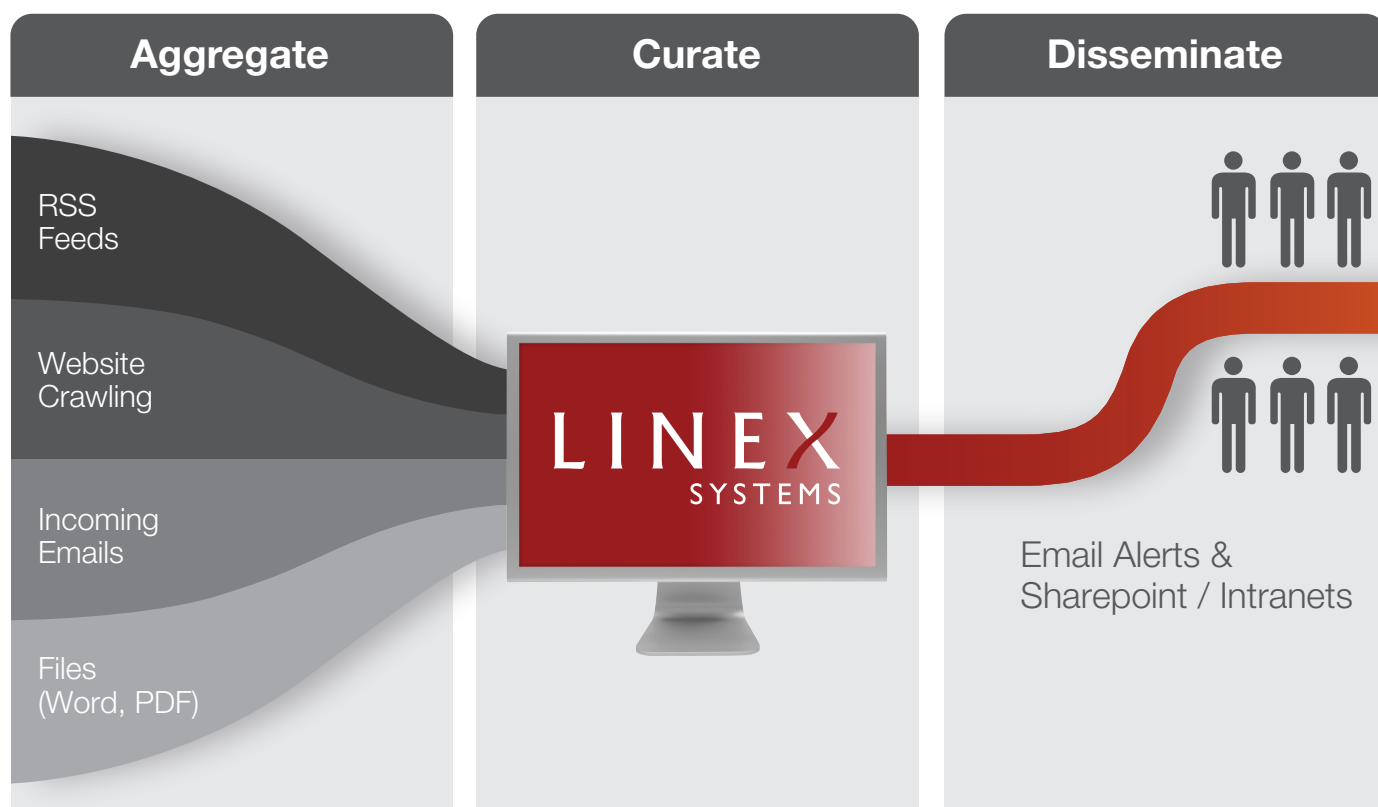 Aggregate
Curate
Disseminate
RSS
Feeds
Website
Crawling
Incoming
Emails
Files
(Word, PDF)
LINEX
SYSTEMS
Email Alerts &
Sharepoint / Intranets